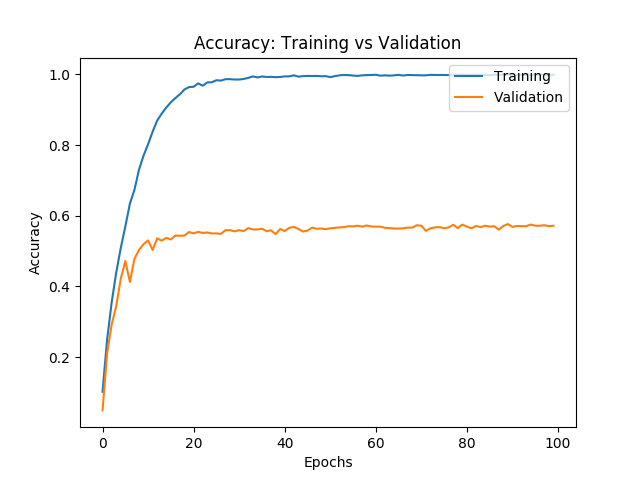 Accuracy: Training vs Validation
1.0
0.8
0.6
0.4
0.2
Accuracy
Training
Validation
0 20 40 60 80 100
Epochs